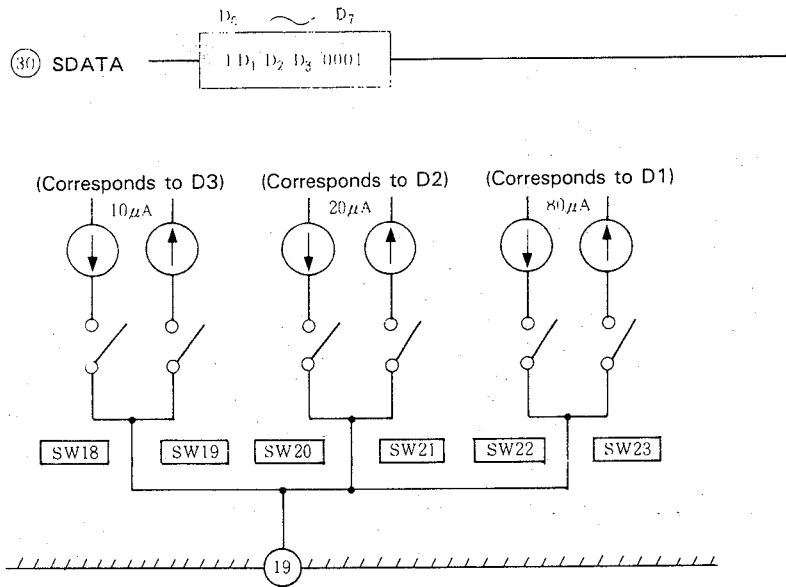 D₀ ~ D₇
㉚ SDATA
1 D₁ D₂ D₃ 0001
(Corresponds to D3) (Corresponds to D2) (Corresponds to D1)
10μA 20μA 80μA
SW18 SW19 SW20 SW21 SW22 SW23
19